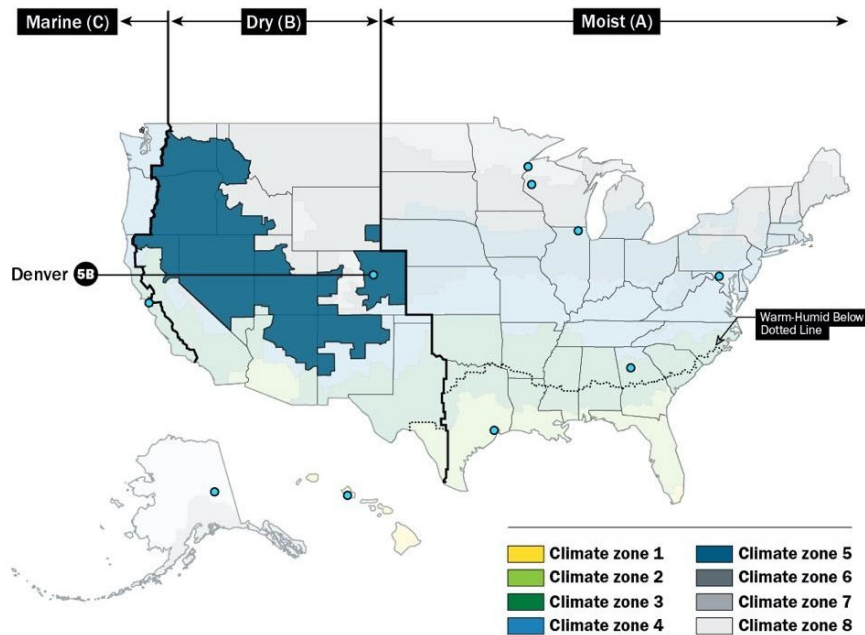 Marine (C)
Dry (B)
Moist (A)
Denver 5B
Warm-Humid Below
Dotted Line
Climate zone 1
Climate zone 2
Climate zone 3
Climate zone 4
Climate zone 5
Climate zone 6
Climate zone 7
Climate zone 8